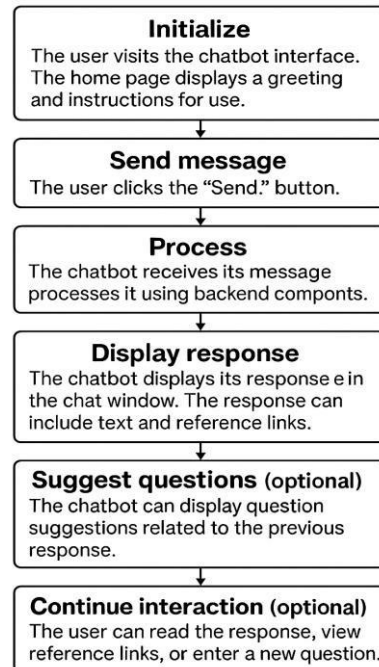 Initialize
The user visits the chatbot interface.
The home page displays a greeting
and instructions for use.
Send message
The user clicks the “Send.” button.
Process
The chatbot receives its message
processes it using backend componts.
Display response
The chatbot displays its response e in
the chat window. The response can
include text and reference links.
Suggest questions (optional)
The chatbot can display question
suggestions related to the previous
response.
Continue interaction (optional)
The user can read the response, view
reference links, or enter a new question.